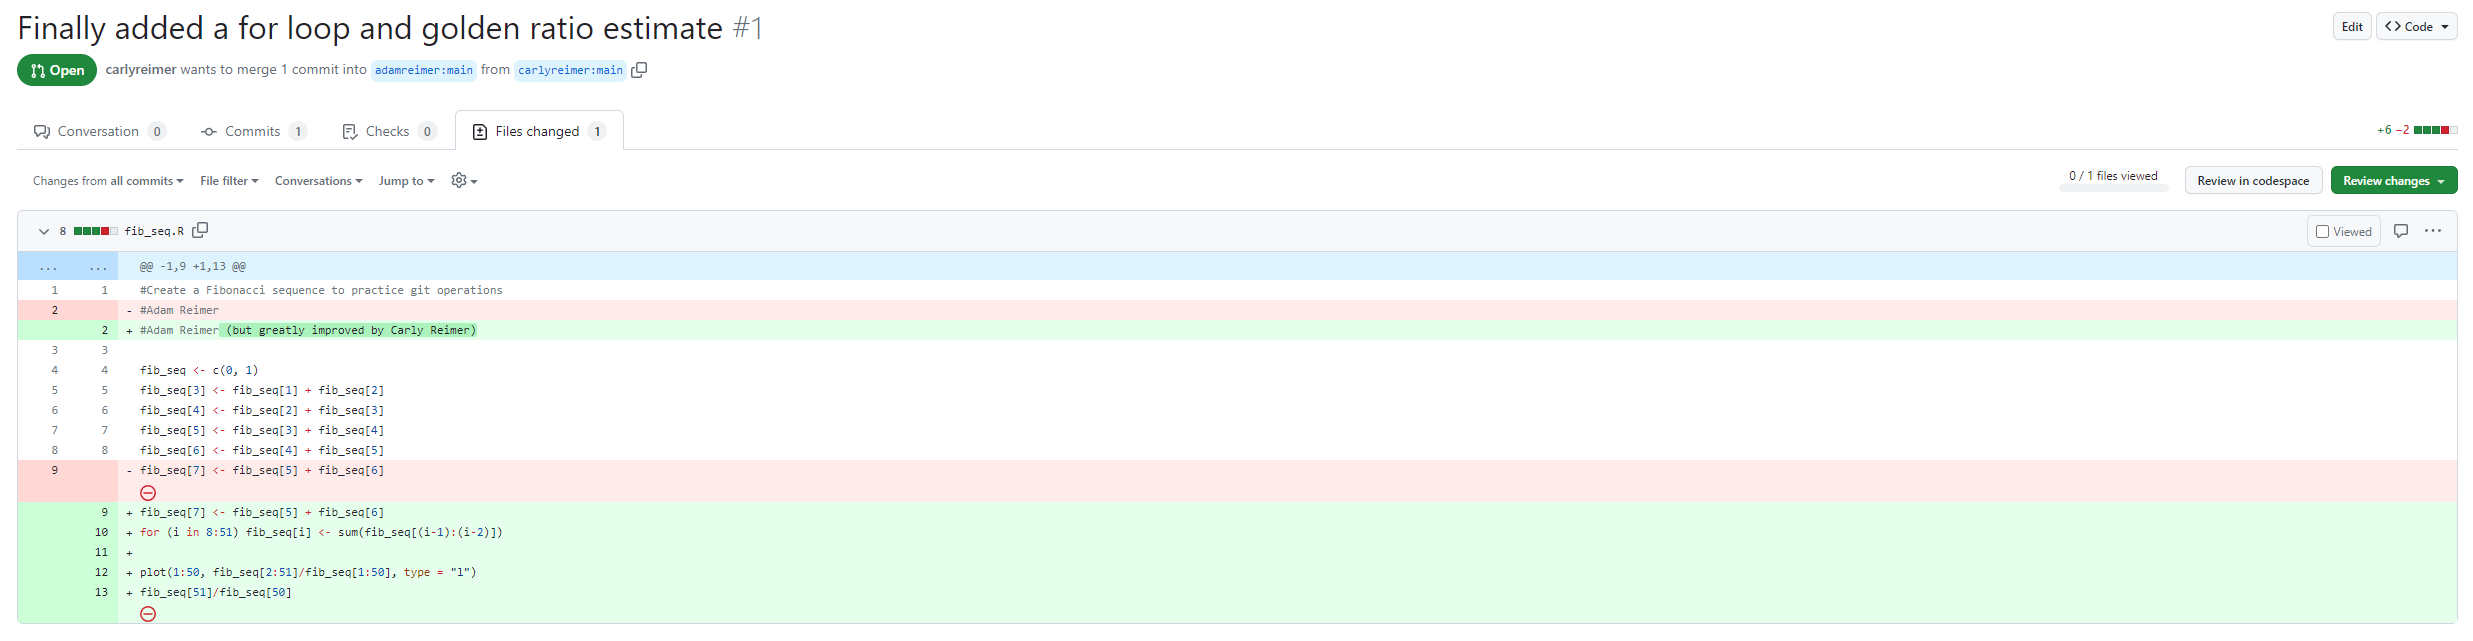 Finally added a for loop and golden ratio estimate #1
Edit
Code
Open
carlyreimer wants to merge 1 commit into adamreimer:main from carlyreimer:main
Conversation 0
Commits 1
Checks 0
Files changed 1
+6 −2
Changes from all commits
File filter
Conversations
Jump to
0 / 1 files viewed
Review in codespace
Review changes
8 fib_seq.R
Viewed
... ... @@ -1,9 +1,13 @@
1 1 #Create a Fibonacci sequence to practice git operations
2 - #Adam Reimer
2 + #Adam Reimer (but greatly improved by Carly Reimer)
3 3
4 4 fib_seq <- c(0, 1)
5 5 fib_seq[3] <- fib_seq[1] + fib_seq[2]
6 6 fib_seq[4] <- fib_seq[2] + fib_seq[3]
7 7 fib_seq[5] <- fib_seq[3] + fib_seq[4]
8 8 fib_seq[6] <- fib_seq[4] + fib_seq[5]
9 - fib_seq[7] <- fib_seq[5] + fib_seq[6]
9 + fib_seq[7] <- fib_seq[5] + fib_seq[6]
10 + for (i in 8:51) fib_seq[i] <- sum(fib_seq[(i-1):(i-2)])
11 +
12 + plot(1:50, fib_seq[2:51]/fib_seq[1:50], type = "l")
13 + fib_seq[51]/fib_seq[50]